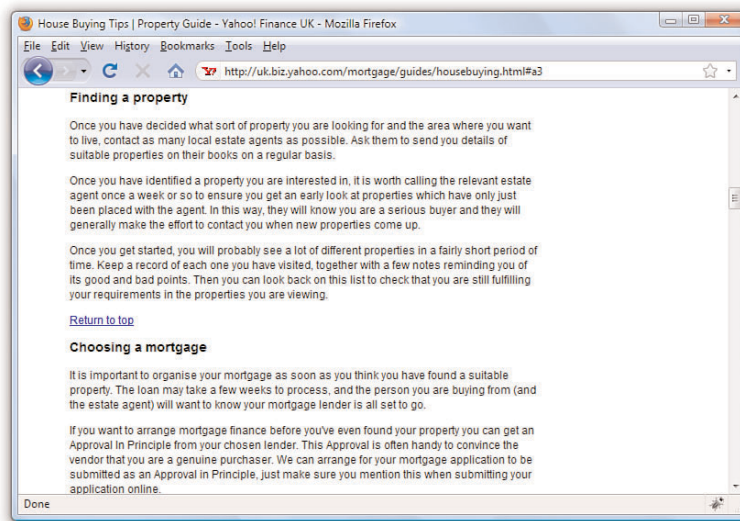 House Buying Tips | Property Guide - Yahoo! Finance UK - Mozilla Firefox
File Edit View History Bookmarks Tools Help
http://uk.biz.yahoo.com/mortgage/guides/housebuying.html#a3
Finding a property
Once you have decided what sort of property you are looking for and the area where you want
to live, contact as many local estate agents as possible. Ask them to send you details of
suitable properties on their books on a regular basis.
Once you have identified a property you are interested in, it is worth calling the relevant estate
agent once a week or so to ensure you get an early look at properties which have only just
been placed with the agent. In this way, they will know you are a serious buyer and they will
generally make the effort to contact you when new properties come up.
Once you get started, you will probably see a lot of different properties in a fairly short period of
time. Keep a record of each one you have visited, together with a few notes reminding you of
its good and bad points. Then you can look back on this list to check that you are still fulfilling
your requirements in the properties you are viewing.
Return to top
Choosing a mortgage
It is important to organise your mortgage as soon as you think you have found a suitable
property. The loan may take a few weeks to process, and the person you are buying from (and
the estate agent) will want to know your mortgage lender is all set to go.
If you want to arrange mortgage finance before you've even found your property you can get an
Approval In Principle from your chosen lender. This Approval is often handy to convince the
vendor that you are a genuine purchaser. We can arrange for your mortgage application to be
submitted as an Approval in Principle, just make sure you mention this when submitting your
application online.
Done